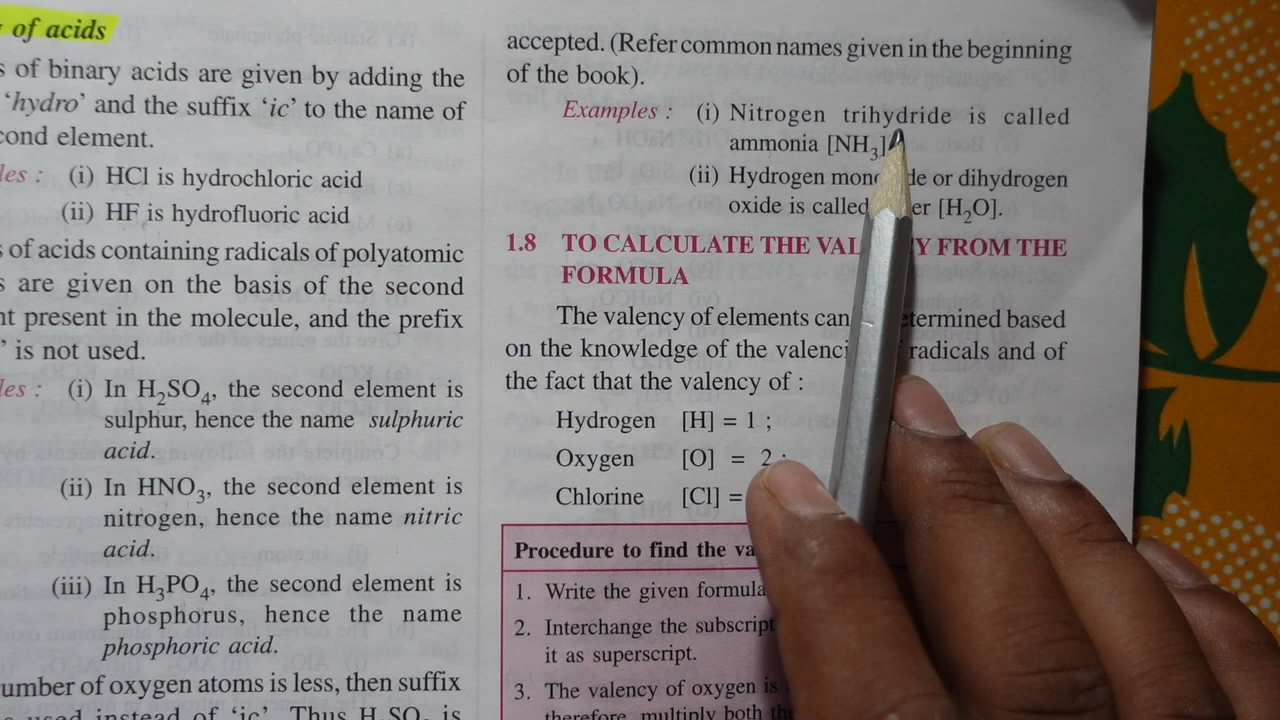 of acids
of binary acids are given by adding the
‘hydro’ and the suffix ‘ic’ to the name of
cond element.
les : (i) HCl is hydrochloric acid
(ii) HF is hydrofluoric acid
of acids containing radicals of polyatomic
are given on the basis of the second
nt present in the molecule, and the prefix
’ is not used.
les : (i) In H₂SO₄, the second element is
sulphur, hence the name sulphuric
acid.
(ii) In HNO₃, the second element is
nitrogen, hence the name nitric
acid.
(iii) In H₃PO₄, the second element is
phosphorus, hence the name
phosphoric acid.
umber of oxygen atoms is less, then suffix
instead of ‘ic’. Thus is
accepted. (Refer common names given in the beginning
of the book).
Examples : (i) Nitrogen trihydride is called
ammonia [NH₃]
(ii) Hydrogen or dihydrogen
oxide is called [H₂O].
1.8 TO CALCULATE THE FROM THE
FORMULA
The valency of elements can determined based
on the knowledge of the radicals and of
the fact that the valency of :
Hydrogen [H] = 1 ;
Oxygen [O] = 2 ;
Chlorine [Cl] =
Procedure to find the
1. Write the given formula
2. Interchange the subscript
it as superscript.
3. The valency of oxygen is
therefore, multiply both